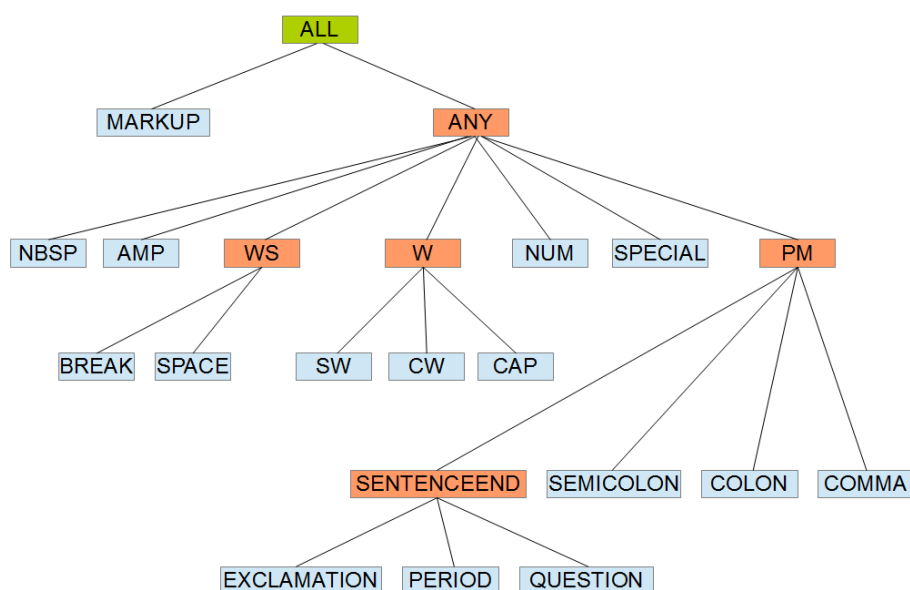 ALL
MARKUP
ANY
NBSP
AMP
WS
W
NUM
SPECIAL
PM
BREAK
SPACE
SW
CW
CAP
SENTENCEEND
SEMICOLON
COLON
COMMA
EXCLAMATION
PERIOD
QUESTION